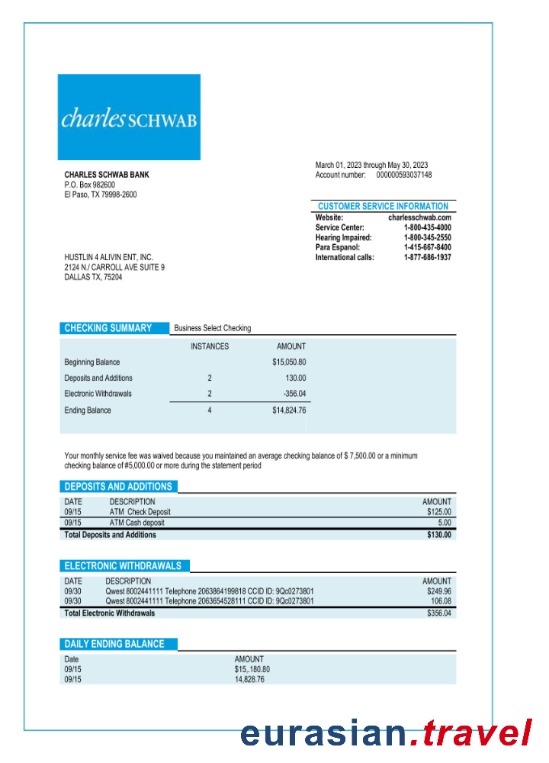 charles SCHWAB
March 01, 2023 through May 30, 2023
Account number: 000000593037148
CHARLES SCHWAB BANK
P.O. Box 982600
El Paso, TX 79998-2600
CUSTOMER SERVICE INFORMATION
Website: charlesschwab.com
Service Center: 1-800-435-4000
Hearing Impaired: 1-800-345-2550
Para Espanol: 1-415-667-8400
International calls: 1-877-686-1937
HUSTLIN 4 ALIVIN ENT, INC.
2124 N./ CARROLL AVE SUITE 9
DALLAS TX, 75204
CHECKING SUMMARY Business Select Checking
INSTANCES AMOUNT
Beginning Balance $15,050.80
Deposits and Additions 2 130.00
Electronic Withdrawals 2 -356.04
Ending Balance 4 $14,824.76
Your monthly service fee was waived because you maintained an average checking balance of $ 7,500.00 or a minimum
checking balance of #5,000.00 or more during the statement period
DEPOSITS AND ADDITIONS
DATE DESCRIPTION AMOUNT
09/15 ATM Check Deposit $125.00
09/15 ATM Cash deposit 5.00
Total Deposits and Additions $130.00
ELECTRONIC WITHDRAWALS
DATE DESCRIPTION AMOUNT
09/30 Qwest 8002441111 Telephone 2063864199818 CCID ID: 9Qc0273801 $249.96
09/30 Qwest 8002441111 Telephone 2063654528111 CCID ID: 9Qc0273801 106.08
Total Electronic Withdrawals $356.04
DAILY ENDING BALANCE
Date AMOUNT
09/15 $15,.180.80
09/15 14,828.76
eurasian.travel